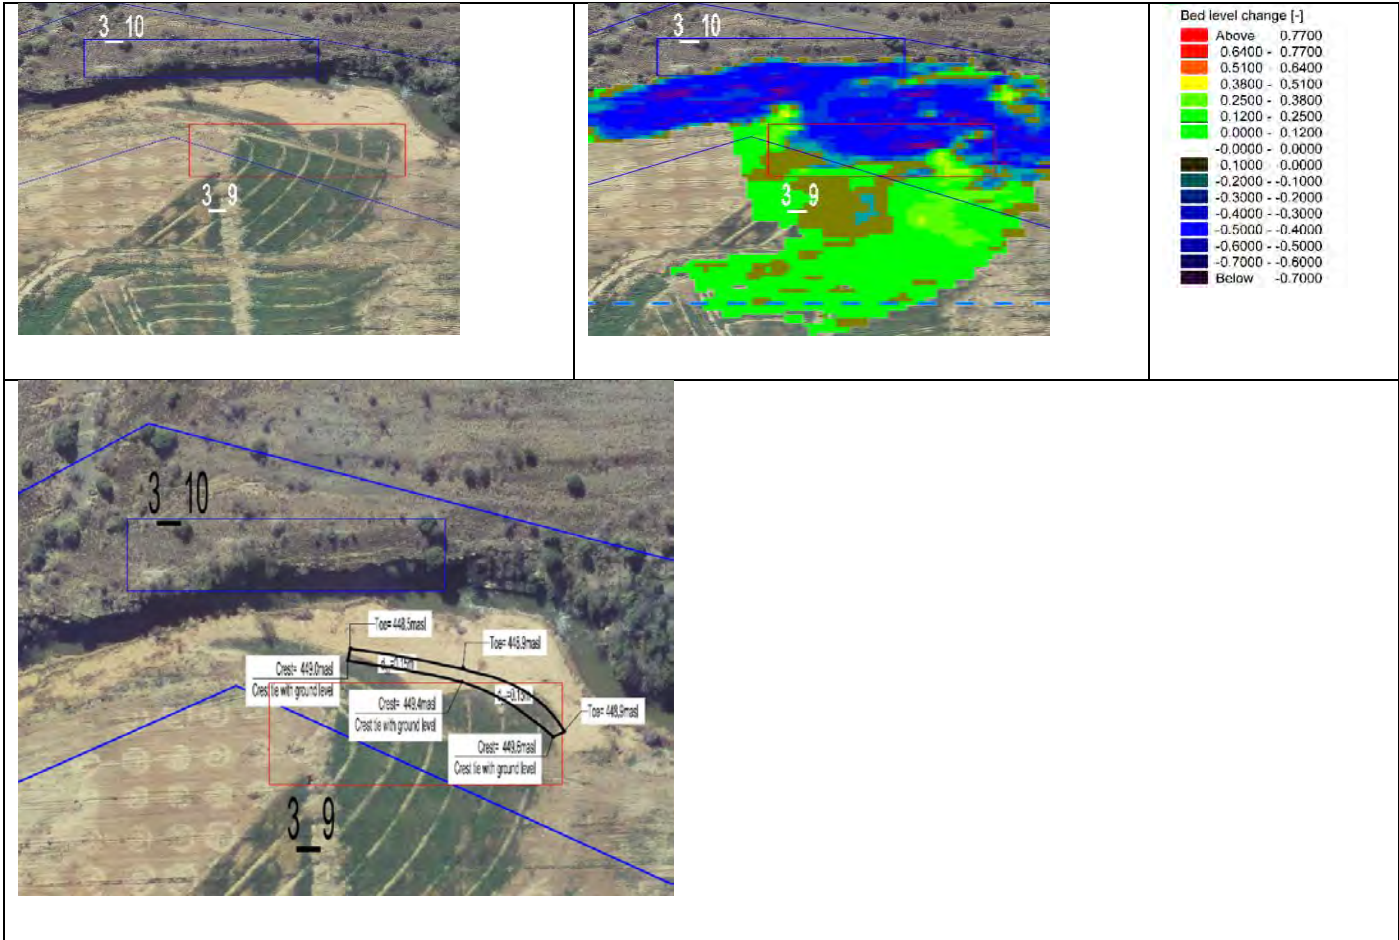 3_10
3_9
3_10
3_9
Bed level change [-]
Above 0.7700
0.6400 - 0.7700
0.5100 - 0.6400
0.3800 - 0.5100
0.2500 - 0.3800
0.1200 - 0.2500
0.0000 - 0.1200
-0.0000 - 0.0000
-0.1000 - 0.0000
-0.2000 - -0.1000
-0.3000 - -0.2000
-0.4000 - -0.3000
-0.5000 - -0.4000
-0.6000 - -0.5000
-0.7000 - -0.6000
Below -0.7000
3_10
Toe= 448.5masl
Toe= 448.9masl
Crest= 449.0masl
Crest tie with ground level
Crest= 449.4masl
Crest tie with ground level
Toe= 448.9masl
Crest= 449.6masl
Crest tie with ground level
3_9